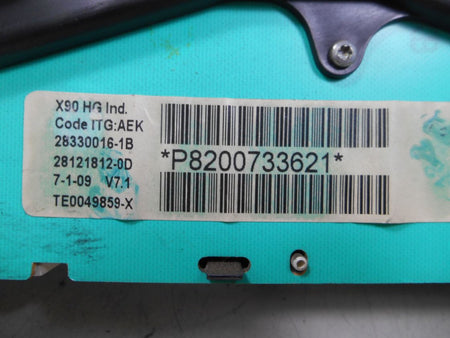 X90 HG Ind.
Code ITG:AEK
28330016-1B
28121812-0D
7-1-09 V7.1
TE0049859-X
*P8200733621*